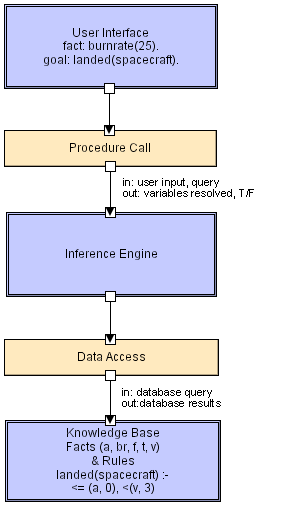 User Interface
fact: burnrate(25).
goal: landed(spacecraft).
Procedure Call
in: user input, query
out: variables resolved, T/F
Inference Engine
Data Access
in: database query
out:database results
Knowledge Base
Facts (a, br, f, t, v)
& Rules
landed(spacecraft) :-
<= (a, 0), <(v, 3)